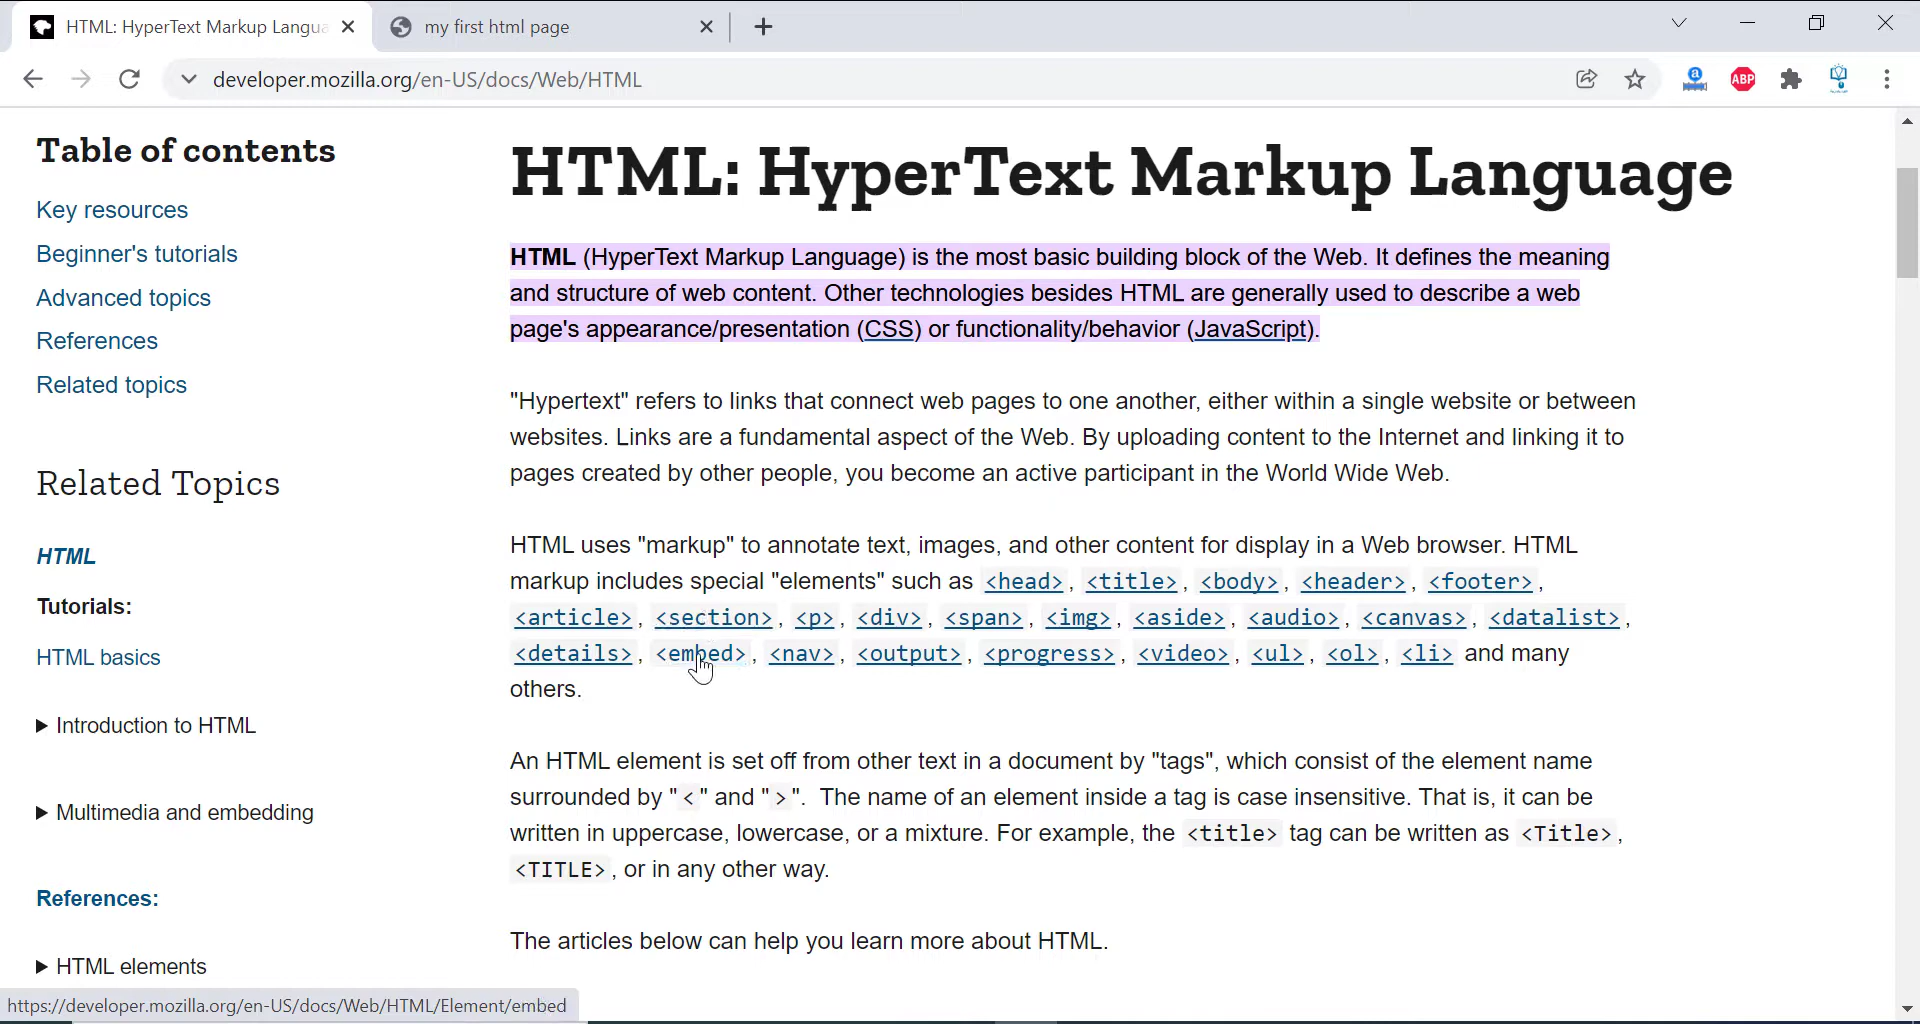 HTML: HyperText Markup Langua
my first html page
developer.mozilla.org/en-US/docs/Web/HTML
a
ABP
Table of contents
Key resources
Beginner's tutorials
Advanced topics
References
Related topics
Related Topics
HTML
Tutorials:
HTML basics
▶ Introduction to HTML
▶ Multimedia and embedding
References:
▶ HTML elements
HTML: HyperText Markup Language
HTML (HyperText Markup Language) is the most basic building block of the Web. It defines the meaning
and structure of web content. Other technologies besides HTML are generally used to describe a web
page's appearance/presentation (CSS) or functionality/behavior (JavaScript).
"Hypertext" refers to links that connect web pages to one another, either within a single website or between
websites. Links are a fundamental aspect of the Web. By uploading content to the Internet and linking it to
pages created by other people, you become an active participant in the World Wide Web.
HTML uses "markup" to annotate text, images, and other content for display in a Web browser. HTML
markup includes special "elements" such as <head>, <title>, <body>, <header>, <footer>,
<article>, <section>, <p>, <div>, <span>, <img>, <aside>, <audio>, <canvas>, <datalist>,
<details>, <embed>, <nav>, <output>, <progress>, <video>, <ul>, <ol>, <li> and many
others.
An HTML element is set off from other text in a document by "tags", which consist of the element name
surrounded by "<" and ">". The name of an element inside a tag is case insensitive. That is, it can be
written in uppercase, lowercase, or a mixture. For example, the <title> tag can be written as <Title>,
<TITLE>, or in any other way.
The articles below can help you learn more about HTML.
https://developer.mozilla.org/en-US/docs/Web/HTML/Element/embed